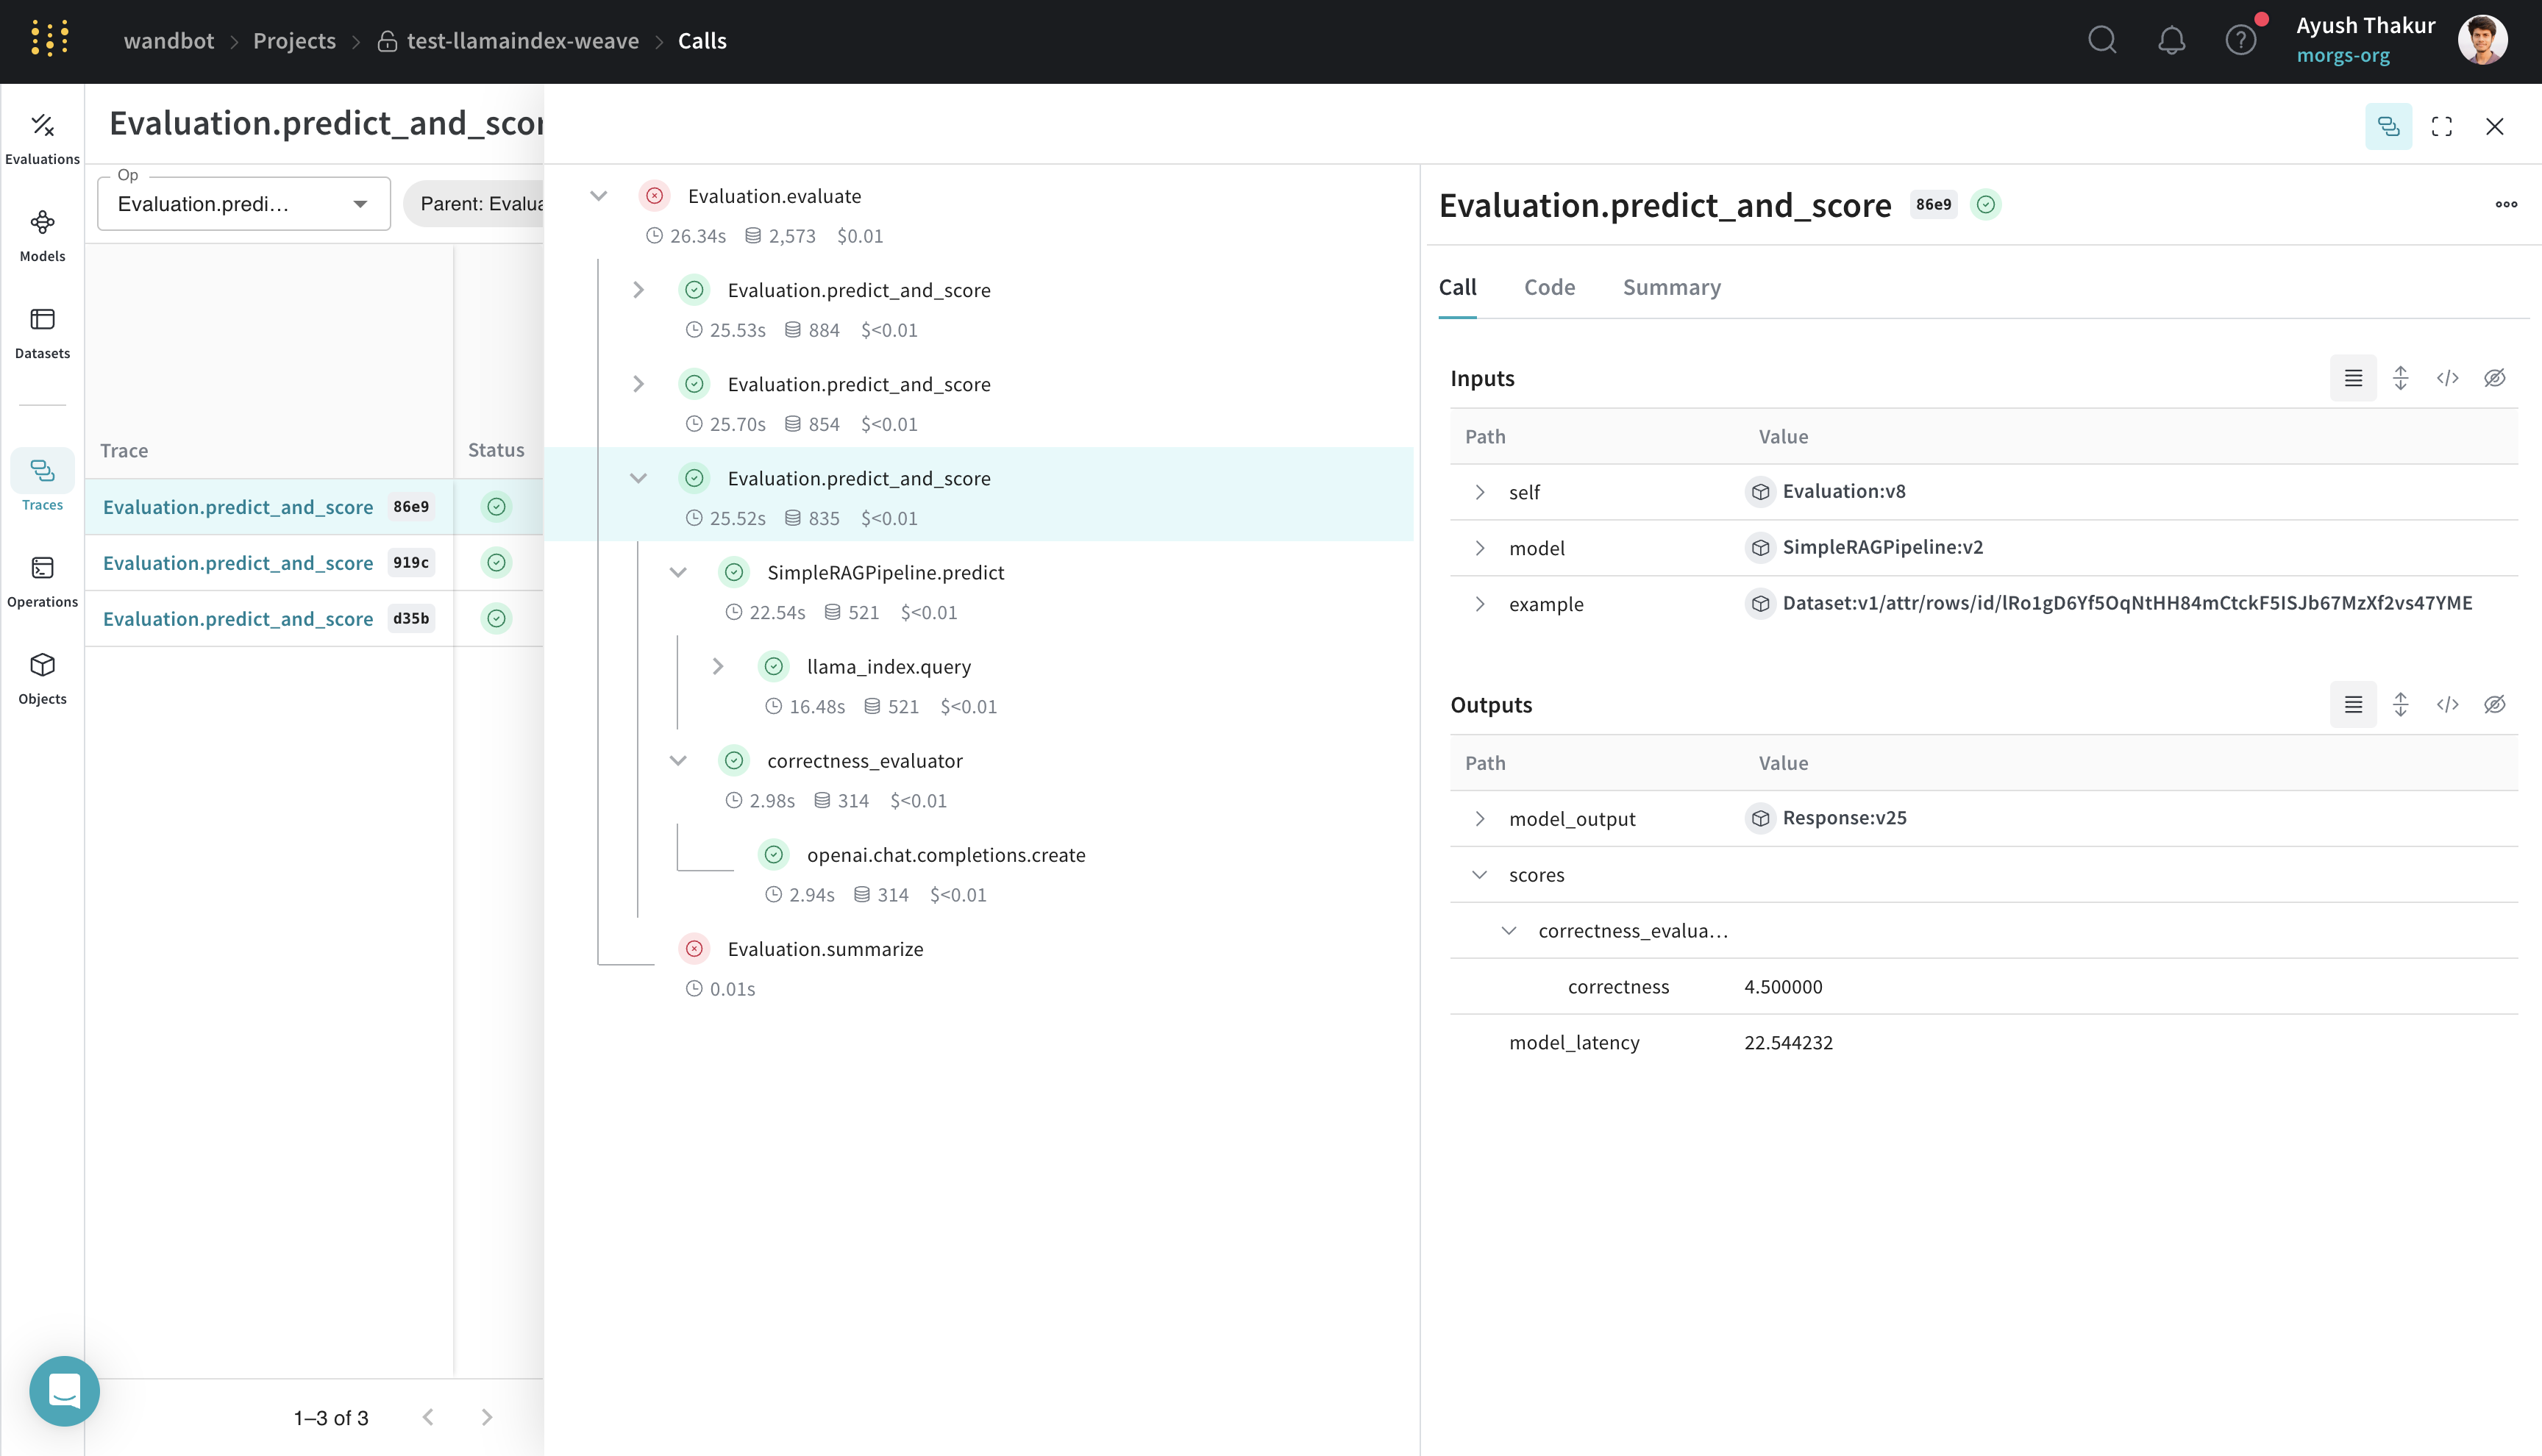 wandbot > Projects > test-llamaindex-weave > Calls
Ayush Thakur
morgs-org
Evaluations
Models
Datasets
Traces
Operations
Objects
Evaluation.predict_and_scor
Op
Evaluation.predi...
Parent: Evalua
Trace Status
Evaluation.predict_and_score 86e9
Evaluation.predict_and_score 919c
Evaluation.predict_and_score d35b
1–3 of 3
Evaluation.evaluate
26.34s 2,573 $0.01
Evaluation.predict_and_score
25.53s 884 $<0.01
Evaluation.predict_and_score
25.70s 854 $<0.01
Evaluation.predict_and_score
25.52s 835 $<0.01
SimpleRAGPipeline.predict
22.54s 521 $<0.01
llama_index.query
16.48s 521 $<0.01
correctness_evaluator
2.98s 314 $<0.01
openai.chat.completions.create
2.94s 314 $<0.01
Evaluation.summarize
0.01s
Evaluation.predict_and_score 86e9
Call Code Summary
Inputs
Path Value
self Evaluation:v8
model SimpleRAGPipeline:v2
example Dataset:v1/attr/rows/id/lRo1gD6Yf5OqNtHH84mCtckF5ISJb67MzXf2vs47YME
Outputs
Path Value
model_output Response:v25
scores
correctness_evalua...
correctness 4.500000
model_latency 22.544232